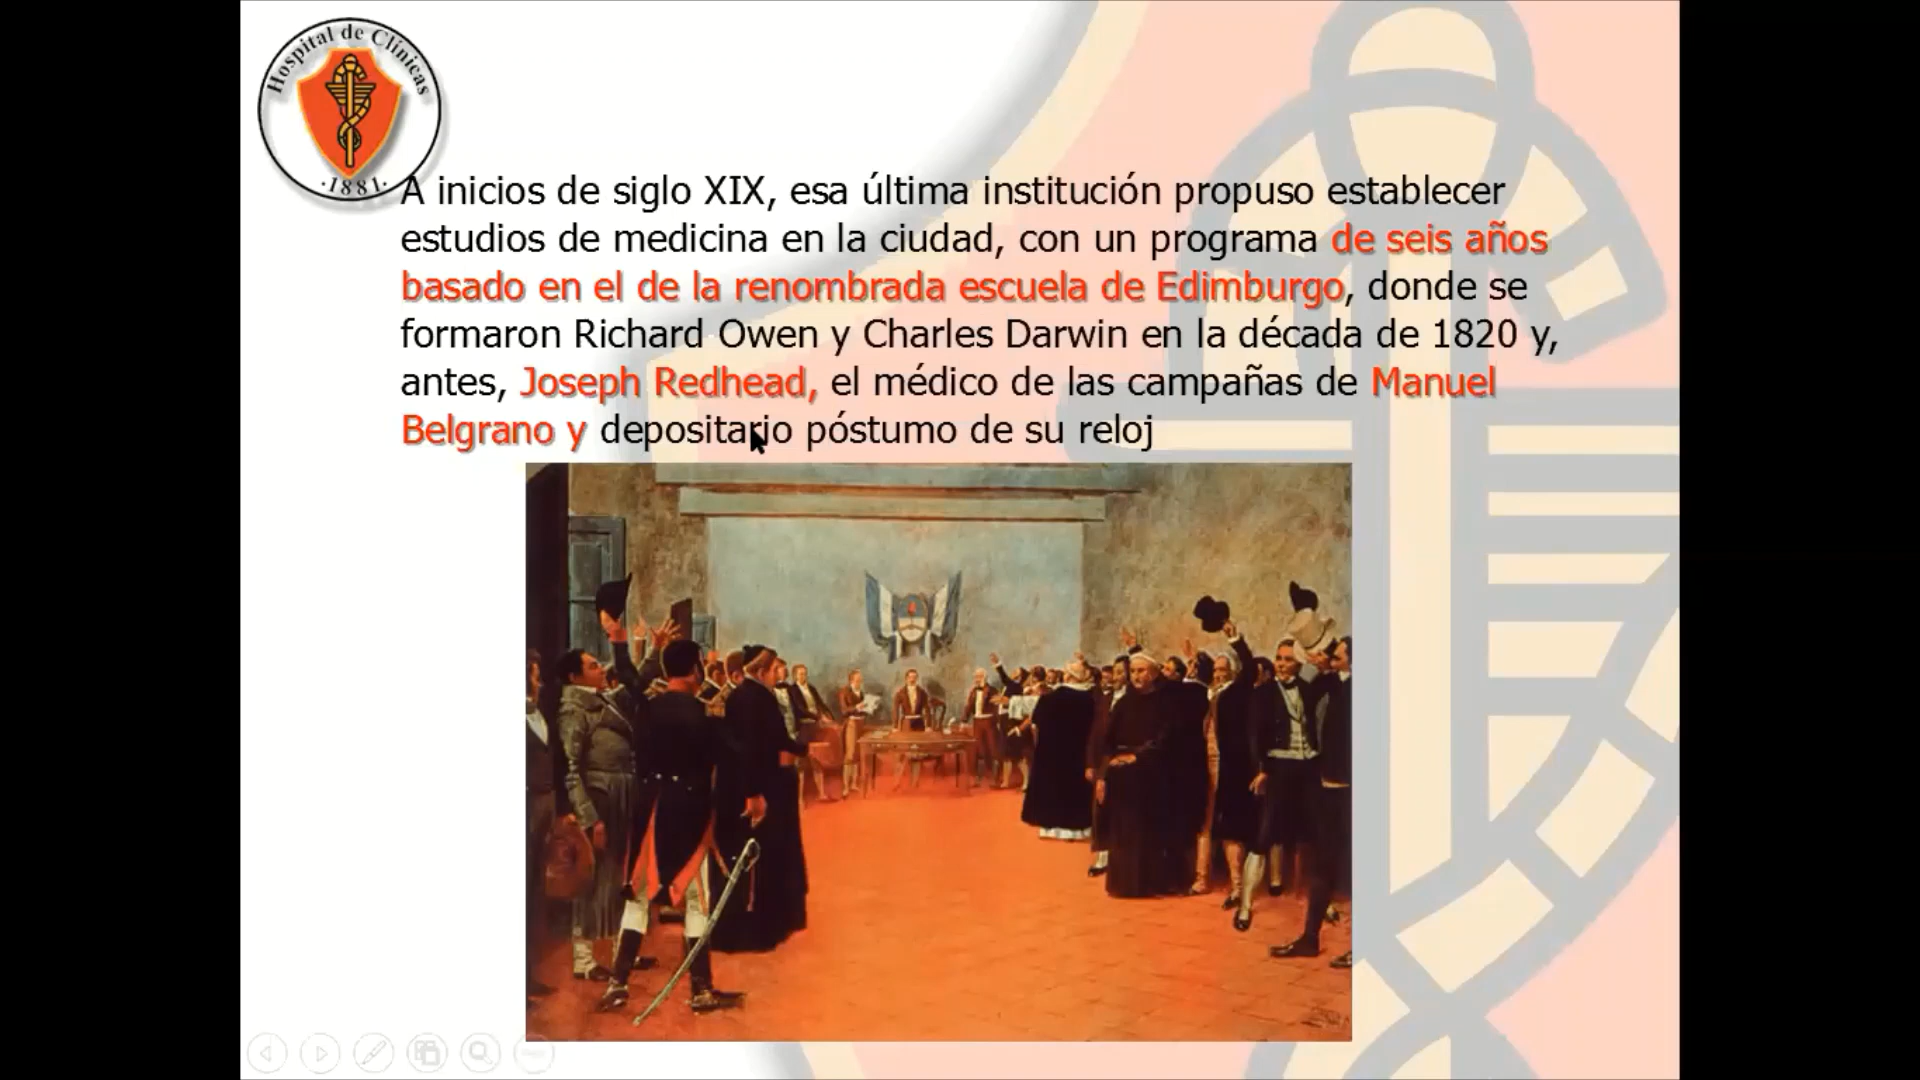 Hospital de Clínicas
·1881·
A inicios de siglo XIX, esa última institución propuso establecer
estudios de medicina en la ciudad, con un programa de seis años
basado en el de la renombrada escuela de Edimburgo, donde se
formaron Richard Owen y Charles Darwin en la década de 1820 y,
antes, Joseph Redhead, el médico de las campañas de Manuel
Belgrano y depositario póstumo de su reloj